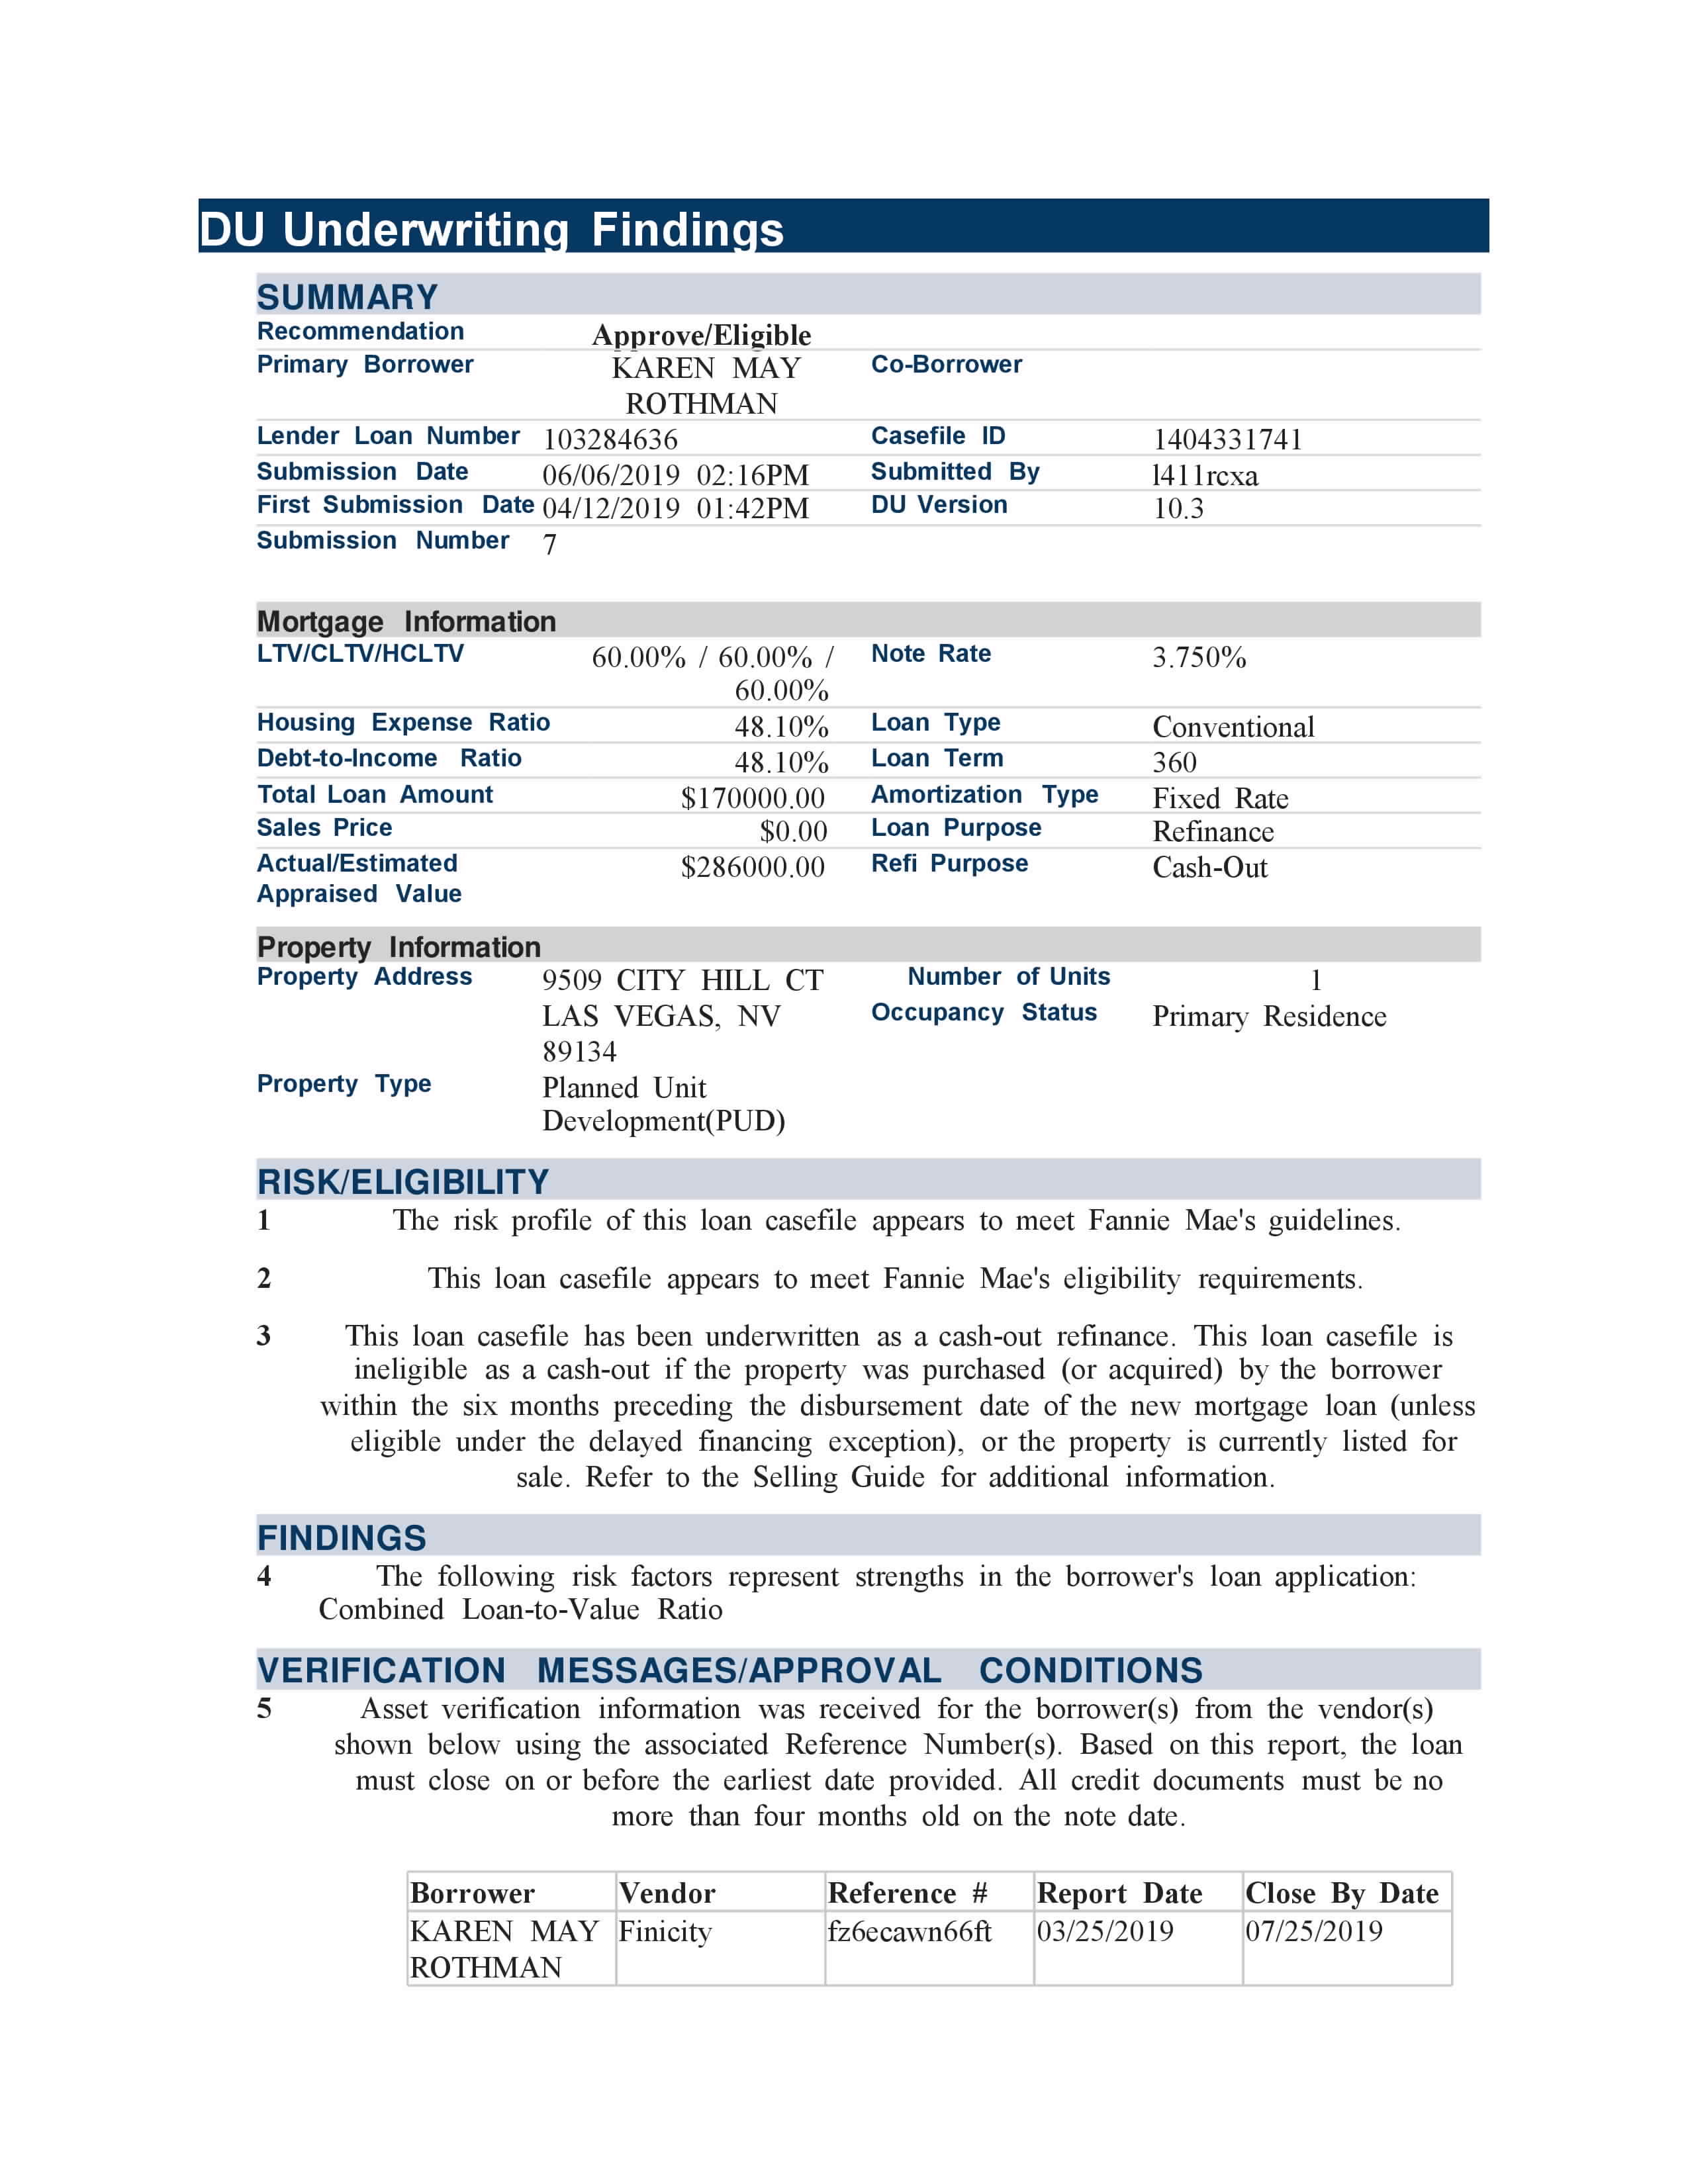 DU Underwriting Findings
SUMMARY
Recommendation Approve/Eligible
Primary Borrower KAREN MAY Co-Borrower
ROTHMAN
Lender Loan Number 103284636 Casefile ID 1404331741
Submission Date 06/06/2019 02:16PM Submitted By l411rcxa
First Submission Date 04/12/2019 01:42PM DU Version 10.3
Submission Number 7
Mortgage Information
LTV/CLTV/HCLTV 60.00% / 60.00% / Note Rate 3.750%
60.00%
Housing Expense Ratio 48.10% Loan Type Conventional
Debt-to-Income Ratio 48.10% Loan Term 360
Total Loan Amount $170000.00 Amortization Type Fixed Rate
Sales Price $0.00 Loan Purpose Refinance
Actual/Estimated $286000.00 Refi Purpose Cash-Out
Appraised Value
Property Information
Property Address 9509 CITY HILL CT Number of Units 1
LAS VEGAS, NV Occupancy Status Primary Residence
89134
Property Type Planned Unit
Development(PUD)
RISK/ELIGIBILITY
1 The risk profile of this loan casefile appears to meet Fannie Mae's guidelines.
2 This loan casefile appears to meet Fannie Mae's eligibility requirements.
3 This loan casefile has been underwritten as a cash-out refinance. This loan casefile is
ineligible as a cash-out if the property was purchased (or acquired) by the borrower
within the six months preceding the disbursement date of the new mortgage loan (unless
eligible under the delayed financing exception), or the property is currently listed for
sale. Refer to the Selling Guide for additional information.
FINDINGS
4 The following risk factors represent strengths in the borrower's loan application:
Combined Loan-to-Value Ratio
VERIFICATION MESSAGES/APPROVAL CONDITIONS
5 Asset verification information was received for the borrower(s) from the vendor(s)
shown below using the associated Reference Number(s). Based on this report, the loan
must close on or before the earliest date provided. All credit documents must be no
more than four months old on the note date.
Borrower Vendor Reference # Report Date Close By Date
KAREN MAY Finicity fz6ecawn66ft 03/25/2019 07/25/2019
ROTHMAN